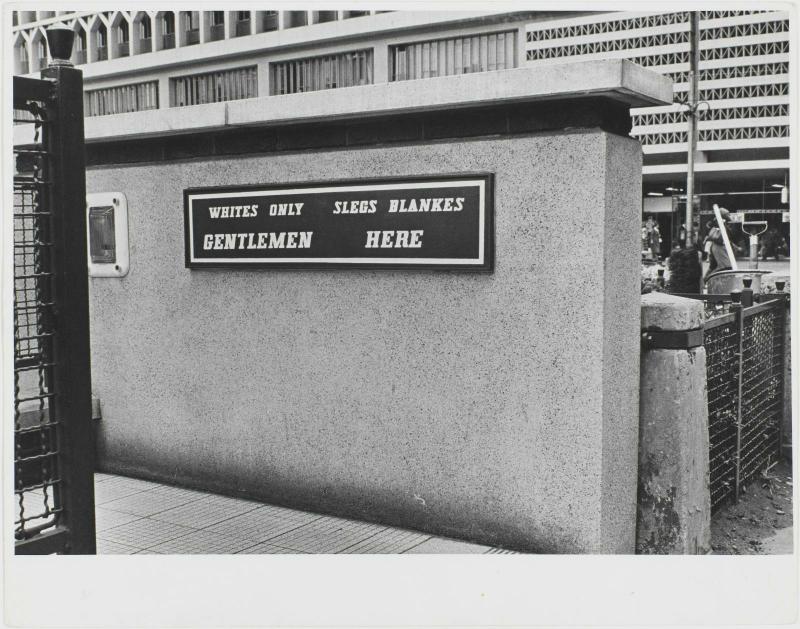 WHITES ONLY SLEGS BLANKES
GENTLEMEN HERE